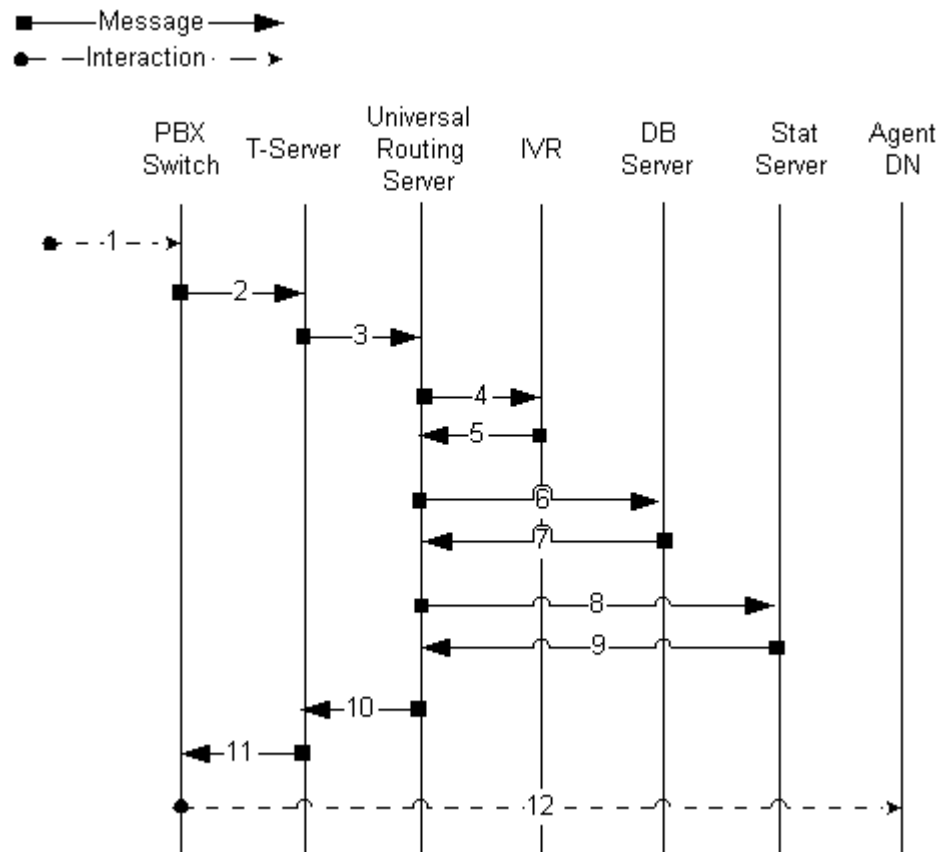 Message
Interaction
PBX
Switch
T-Server
Universal
Routing
Server
IVR
DB
Server
Stat
Server
Agent
DN
1
2
3
4
5
6
7
8
9
10
11
12